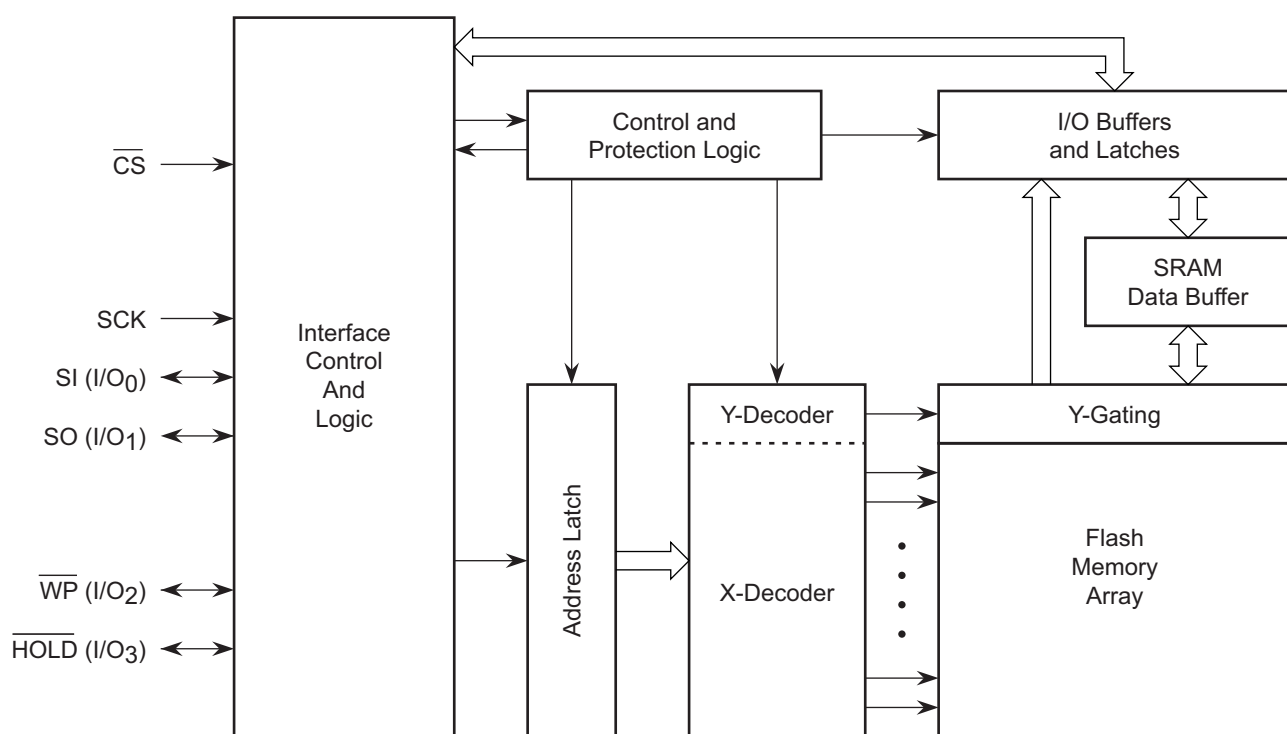 Control and
Protection Logic
I/O Buffers
and Latches
CS
SRAM
Data Buffer
SCK
Interface
Control
And
Logic
SI (I/O0)
SO (I/O1)
Y-Decoder
Y-Gating
Address Latch
WP (I/O2)
HOLD (I/O3)
X-Decoder
Flash
Memory
Array